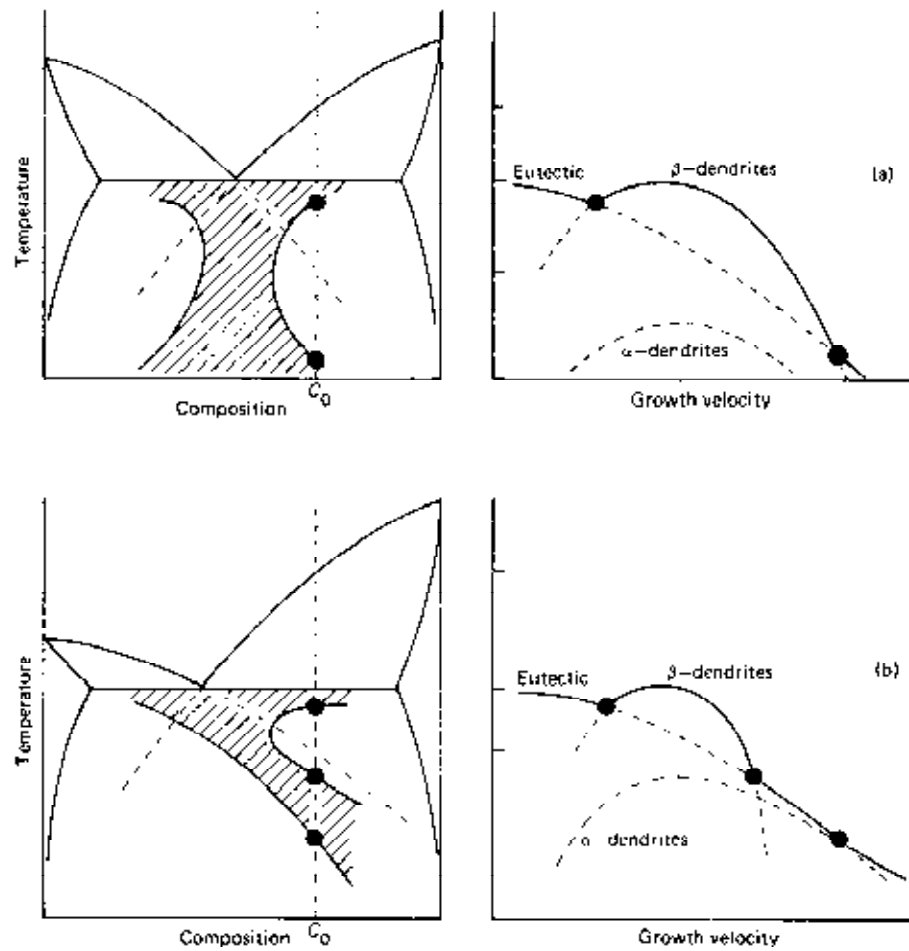 Temperature
Composition
C₀
Eutectic
β-dendrites
(a)
α-dendrites
Growth velocity
Temperature
Composition
C₀
Eutectic
β-dendrites
(b)
α dendrites
Growth velocity